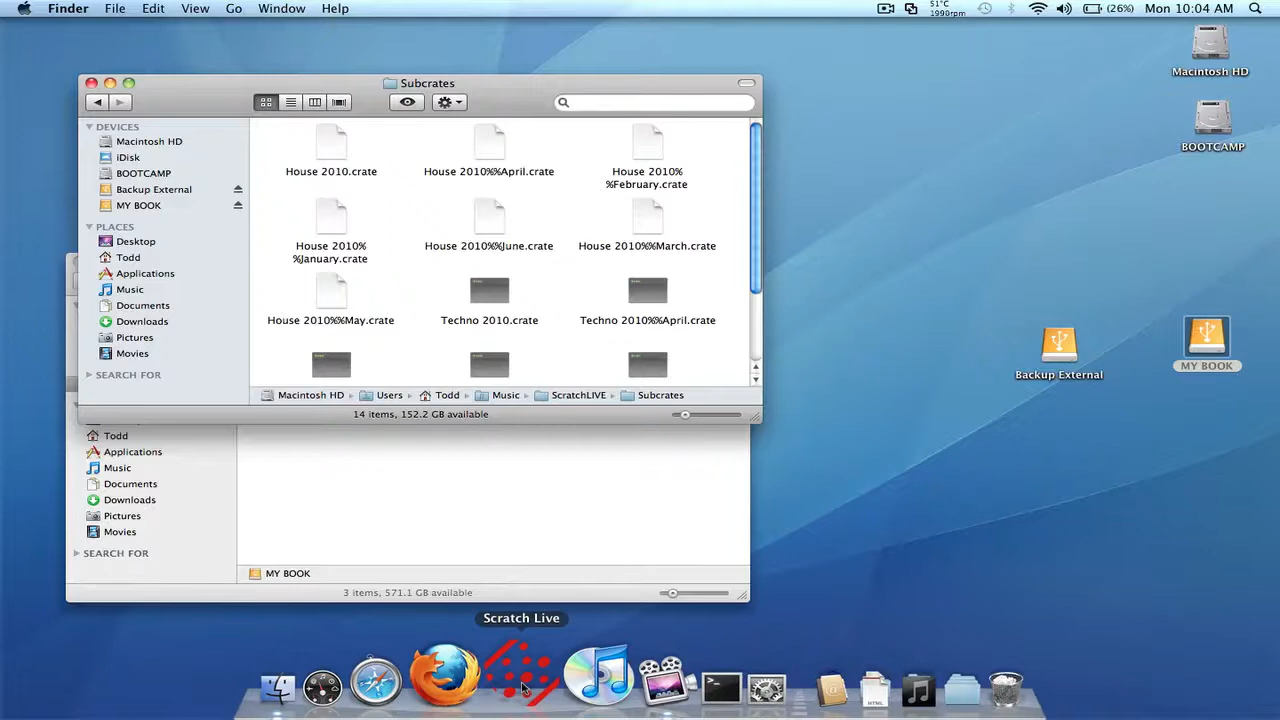 Finder File Edit View Go Window Help
51°C
1990rpm
(26%) Mon 10:04 AM
Macintosh HD
BOOTCAMP
Subcrates
DEVICES
Macintosh HD
iDisk
BOOTCAMP
Backup External
MY BOOK
PLACES
Desktop
Todd
Applications
Music
Documents
Downloads
Pictures
Movies
SEARCH FOR
House 2010.crate
House 2010%%April.crate
House 2010%
%February.crate
House 2010%
%January.crate
House 2010%%June.crate
House 2010%%March.crate
House 2010%%May.crate
Techno 2010.crate
Techno 2010%%April.crate
Macintosh HD Users Todd Music ScratchLIVE Subcrates
14 items, 152.2 GB available
Backup External
MY BOOK
Todd
Applications
Music
Documents
Downloads
Pictures
Movies
SEARCH FOR
MY BOOK
3 items, 571.1 GB available
Scratch Live
HTML